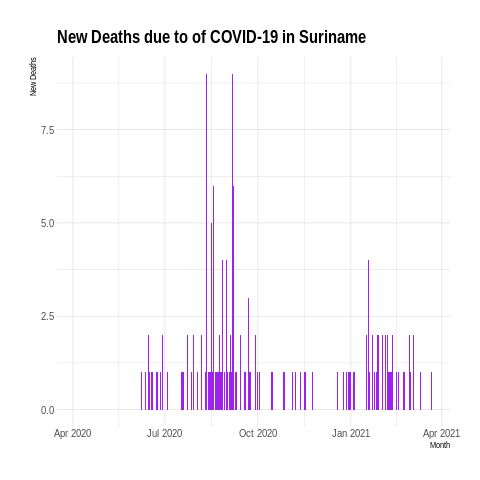 New Deaths due to of COVID-19 in Suriname
New Deaths
7.5
5.0
2.5
0.0
Apr 2020 Jul 2020 Oct 2020 Jan 2021 Apr 2021
Month